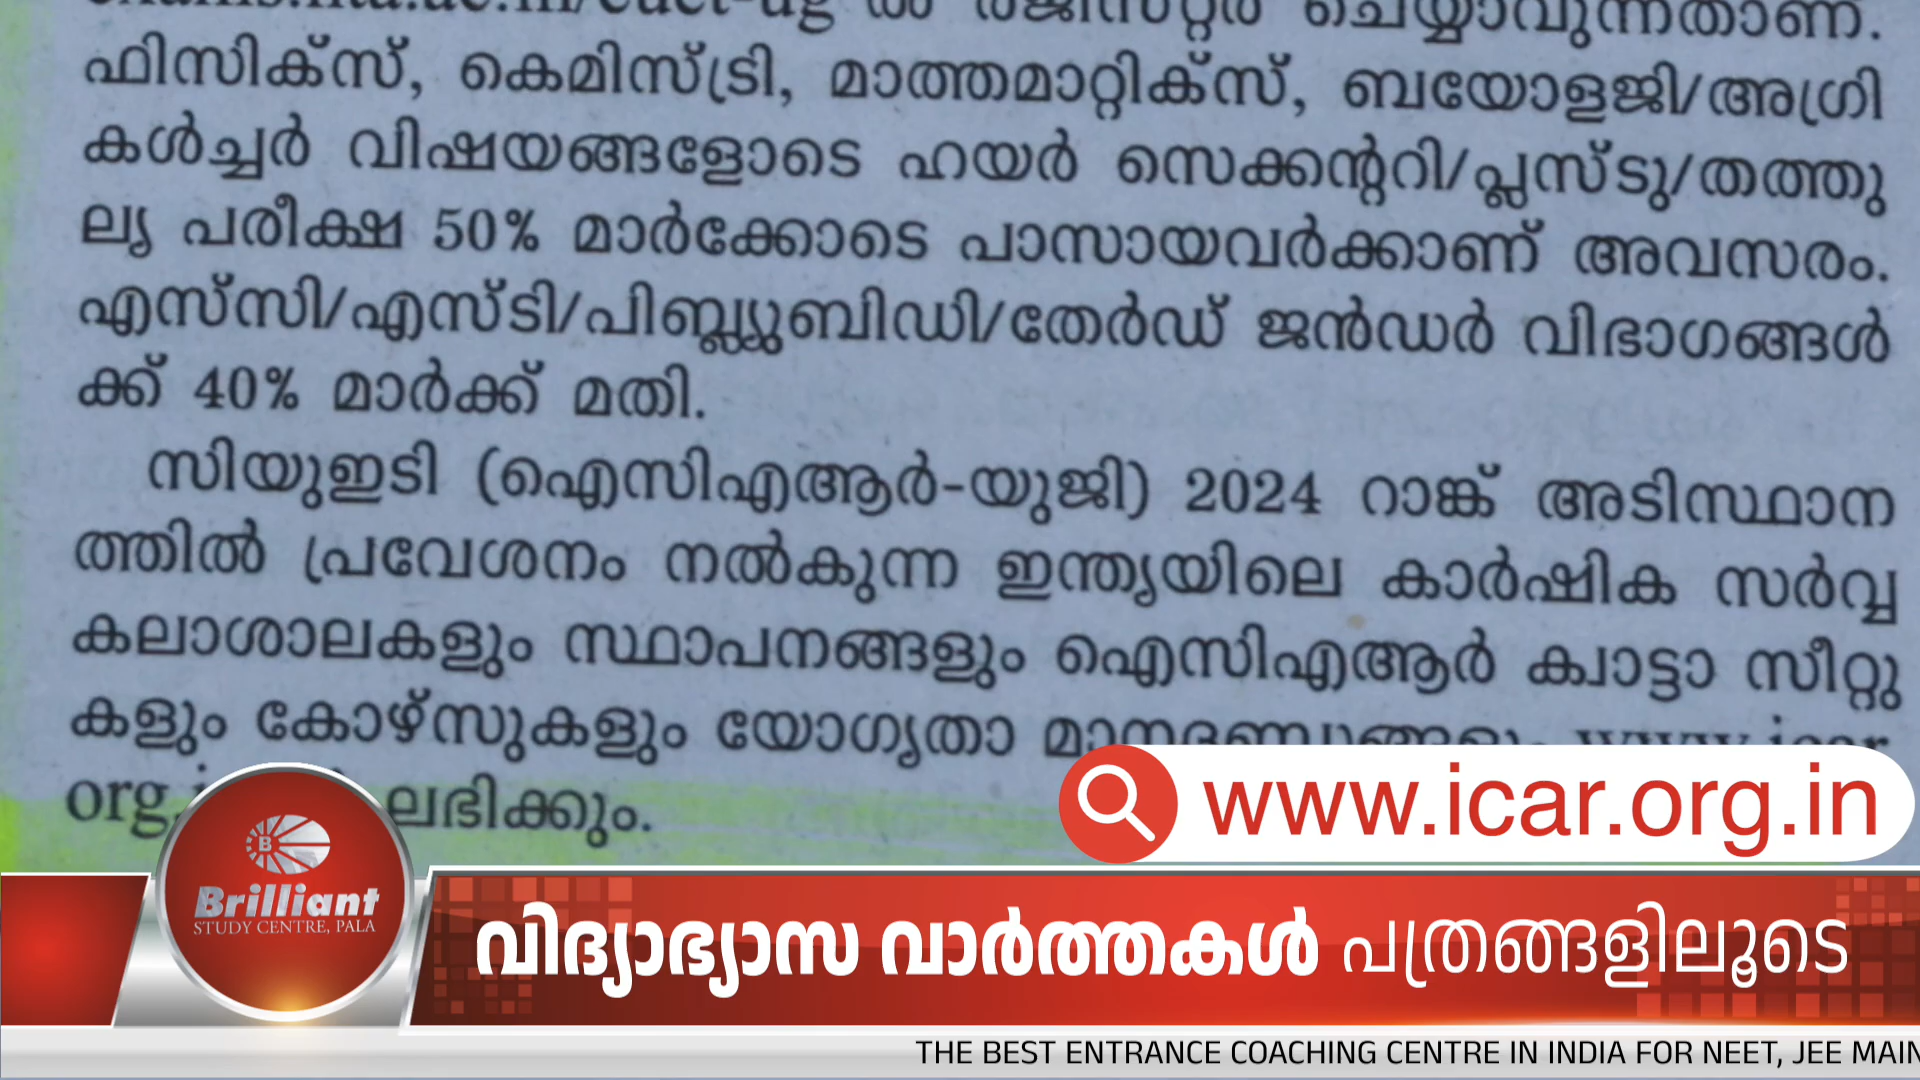 ൽ രജിസ്റ്റർ ചെയ്യാവുന്നതാണ്.
ഫിസിക്സ്, കെമിസ്ട്രി, മാത്തമാറ്റിക്സ്, ബയോളജി/അഗ്രി
കൾച്ചർ വിഷയങ്ങളോടെ ഹയർ സെക്കന്ററി/പ്ലസ്ടു/തത്തു
ല്യ പരീക്ഷ 50% മാർക്കോടെ പാസായവർക്കാണ് അവസരം.
എസ്സി/എസ്ടി/പിബ്ല്യുബിഡി/തേർഡ് ജൻഡർ വിഭാഗങ്ങൾ
ക്ക് 40% മാർക്ക് മതി.
സിയുഇടി (ഐസിഎആർ-യുജി) 2024 റാങ്ക് അടിസ്ഥാന
ത്തിൽ പ്രവേശനം നൽകുന്ന ഇന്ത്യയിലെ കാർഷിക സർവ്വ
കലാശാലകളും സ്ഥാപനങ്ങളും ഐസിഎആർ ക്വാട്ടാ സീറ്റു
കളും കോഴ്സുകളും യോഗ്യതാ
ലഭിക്കും.
www.icar.org.in
B
Brilliant
STUDY CENTRE, PALA
വിദ്യാഭ്യാസ വാർത്തകൾ പത്രങ്ങളിലൂടെ
THE BEST ENTRANCE COACHING CENTRE IN INDIA FOR NEET, JEE MAIN